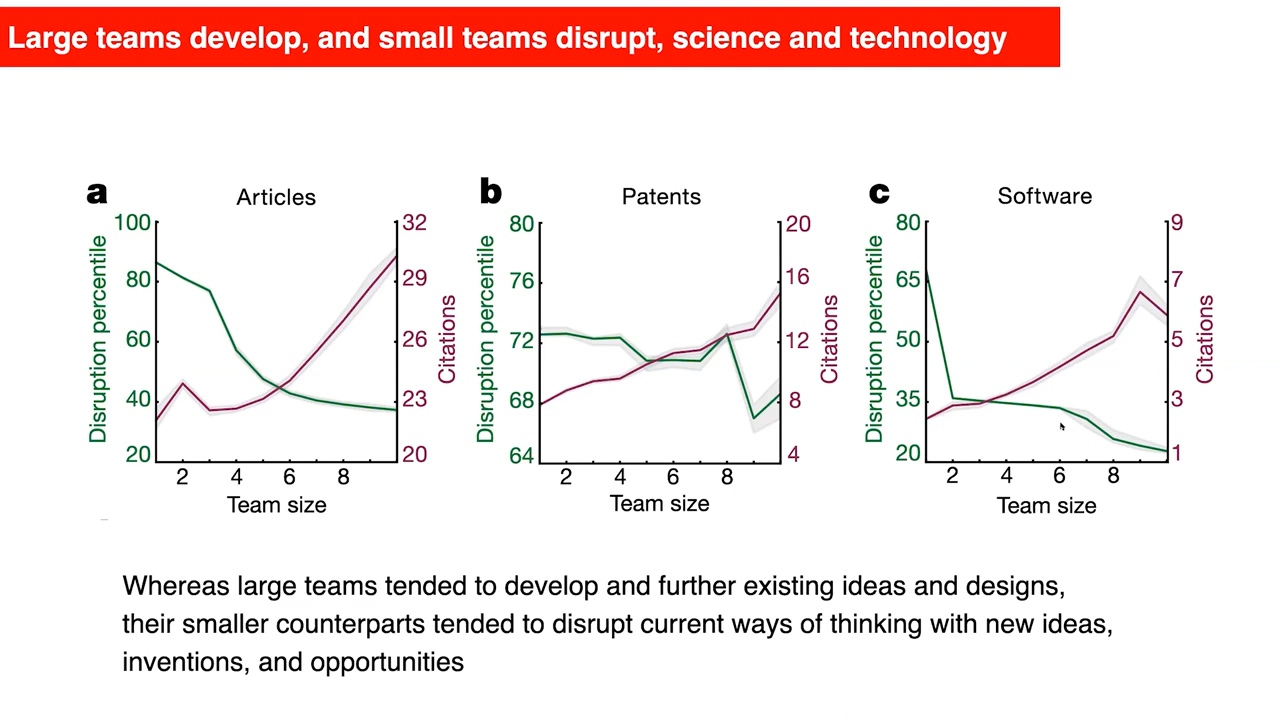 Large teams develop, and small teams disrupt, science and technology
a Articles
100
80
60
40
20
Disruption percentile
32
29
26
23
20
Citations
2 4 6 8
Team size
b Patents
80
76
72
68
64
Disruption percentile
20
16
12
8
4
Citations
2 4 6 8
Team size
c Software
80
65
50
35
20
Disruption percentile
9
7
5
3
1
Citations
2 4 6 8
Team size
Whereas large teams tended to develop and further existing ideas and designs,
their smaller counterparts tended to disrupt current ways of thinking with new ideas,
inventions, and opportunities